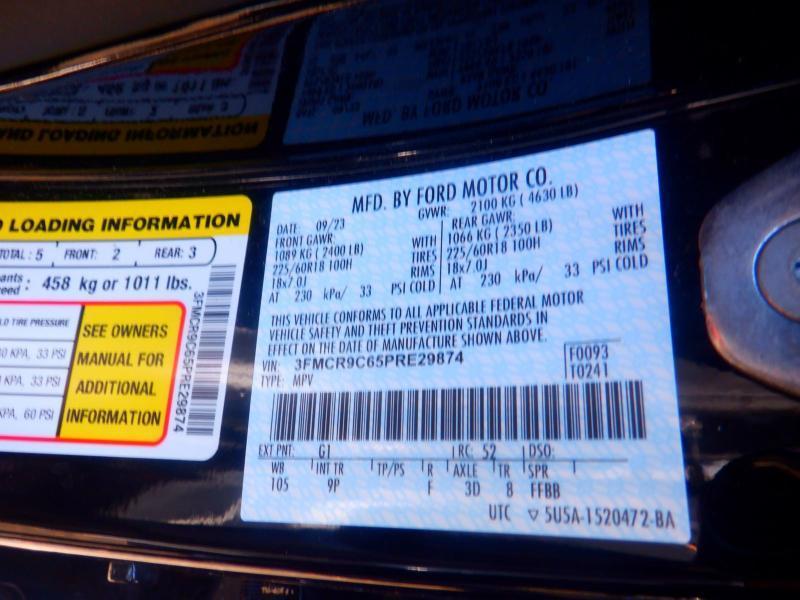 D LOADING INFORMATION
TOTAL: 5 FRONT: 2 REAR: 3
458 kg or 1011 lbs.
LD TIRE PRESSURE
KPA, 33 PSI
KPA, 33 PSI
KPA, 60 PSI
SEE OWNERS
MANUAL FOR
ADDITIONAL
INFORMATION
3FMCR9C65PRE29874
MFD. BY FORD MOTOR CO.
DATE: 09/23 GVWR: 2100 KG ( 4630 LB)
FRONT GAWR: REAR GAWR:
1089 KG ( 2400 LB) WITH 1066 KG ( 2350 LB) WITH
225/60R18 100H TIRES 225/60R18 100H TIRES
18x7.0J RIMS 18x7.0J RIMS
AT 230 kPa/ 33 PSI COLD AT 230 kPa/ 33 PSI COLD
THIS VEHICLE CONFORMS TO ALL APPLICABLE FEDERAL MOTOR
VEHICLE SAFETY AND THEFT PREVENTION STANDARDS IN
EFFECT ON THE DATE OF MANUFACTURE SHOWN ABOVE.
VIN: 3FMCR9C65PRE29874 F0093
TYPE: MPV T0241
EXT PNT: G1 RC: 52 DSO:
WB INT TR TP/PS R AXLE TR SPR
105 9P F 3D 8 FFBB
UTC ▽ 5U5A-1520472-BA